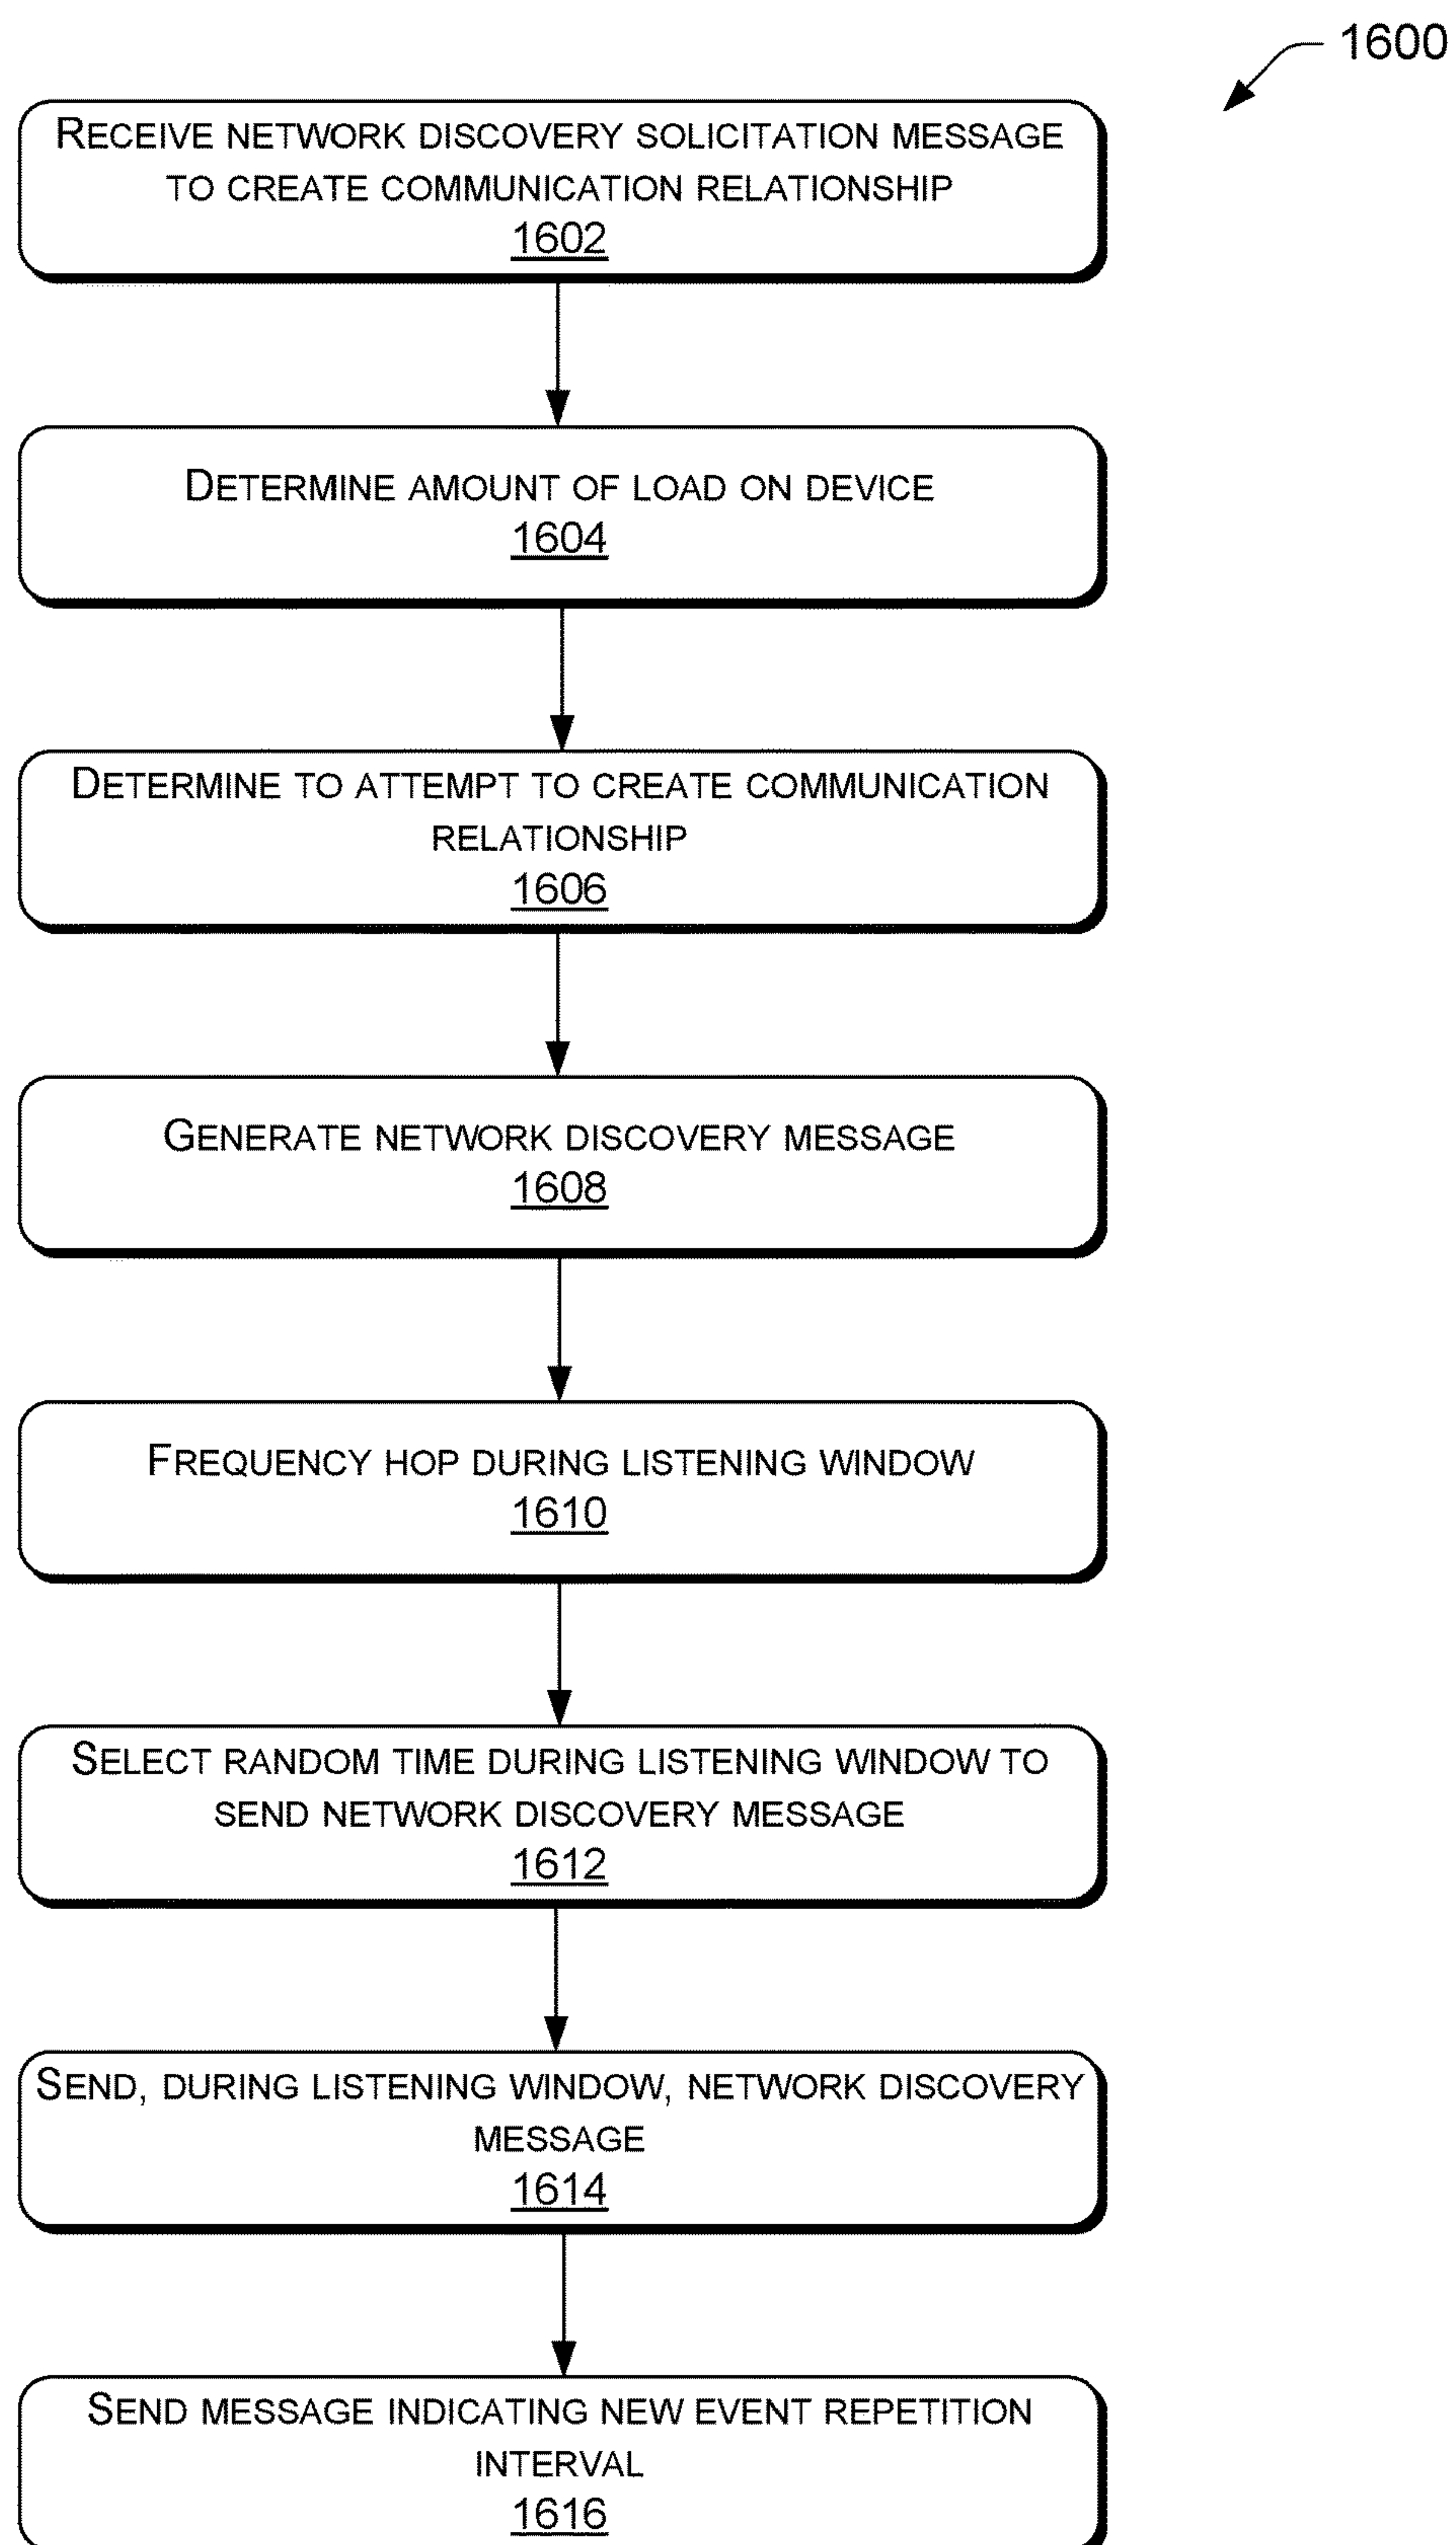 1600
RECEIVE NETWORK DISCOVERY SOLICITATION MESSAGE
TO CREATE COMMUNICATION RELATIONSHIP
1602
DETERMINE AMOUNT OF LOAD ON DEVICE
1604
DETERMINE TO ATTEMPT TO CREATE COMMUNICATION
RELATIONSHIP
1606
GENERATE NETWORK DISCOVERY MESSAGE
1608
FREQUENCY HOP DURING LISTENING WINDOW
1610
SELECT RANDOM TIME DURING LISTENING WINDOW TO
SEND NETWORK DISCOVERY MESSAGE
1612
SEND, DURING LISTENING WINDOW, NETWORK DISCOVERY
MESSAGE
1614
SEND MESSAGE INDICATING NEW EVENT REPETITION
INTERVAL
1616